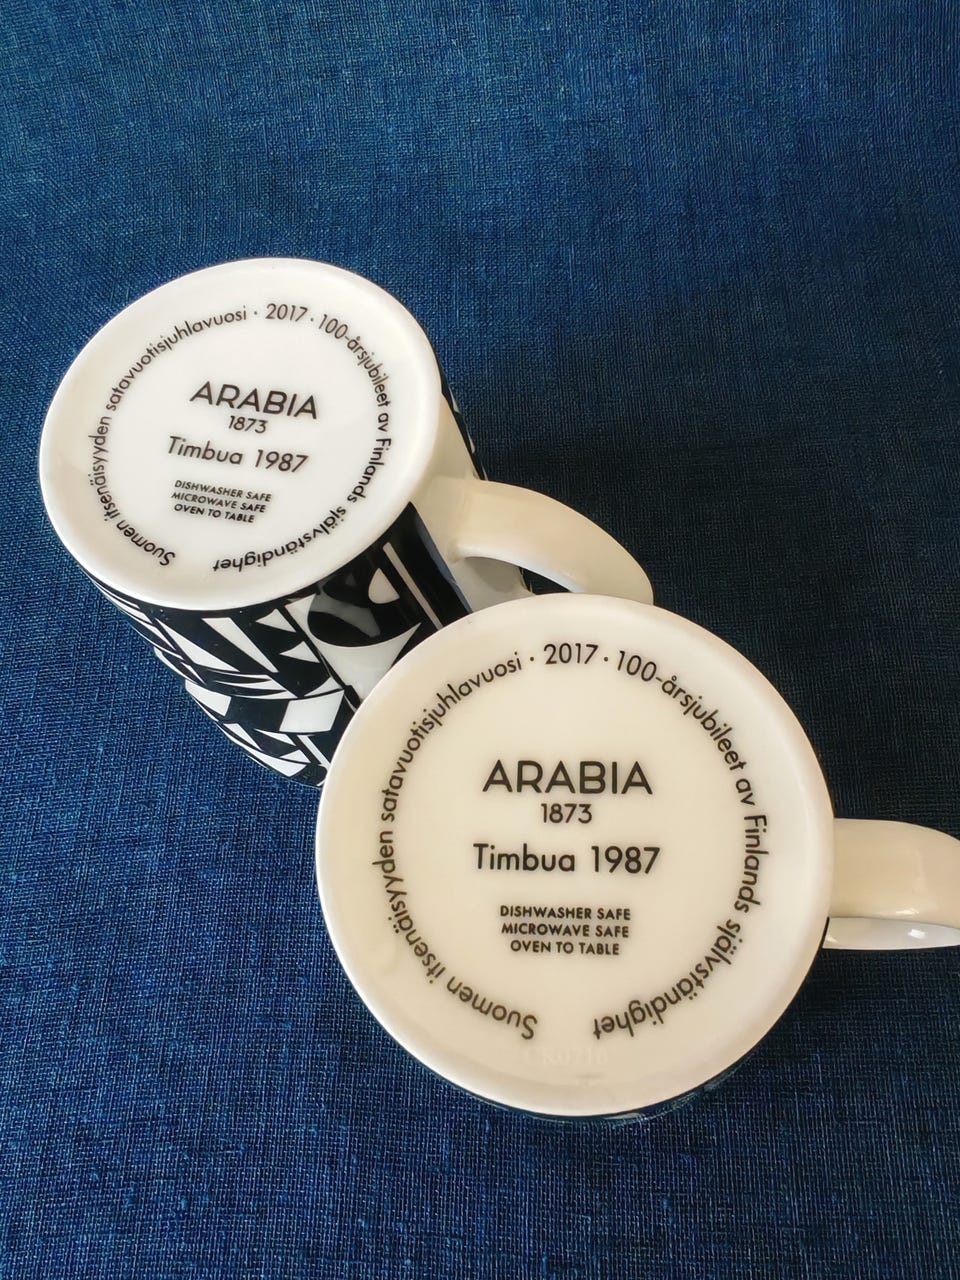 Suomen itsenäisyyden satavuotisjuhlavuosi · 2017 · 100-årsjubileet av Finlands självständighet
ARABIA
1873
Timbua 1987
DISHWASHER SAFE
MICROWAVE SAFE
OVEN TO TABLE
Suomen itsenäisyyden satavuotisjuhlavuosi · 2017 · 100-årsjubileet av Finlands självständighet
ARABIA
1873
Timbua 1987
DISHWASHER SAFE
MICROWAVE SAFE
OVEN TO TABLE